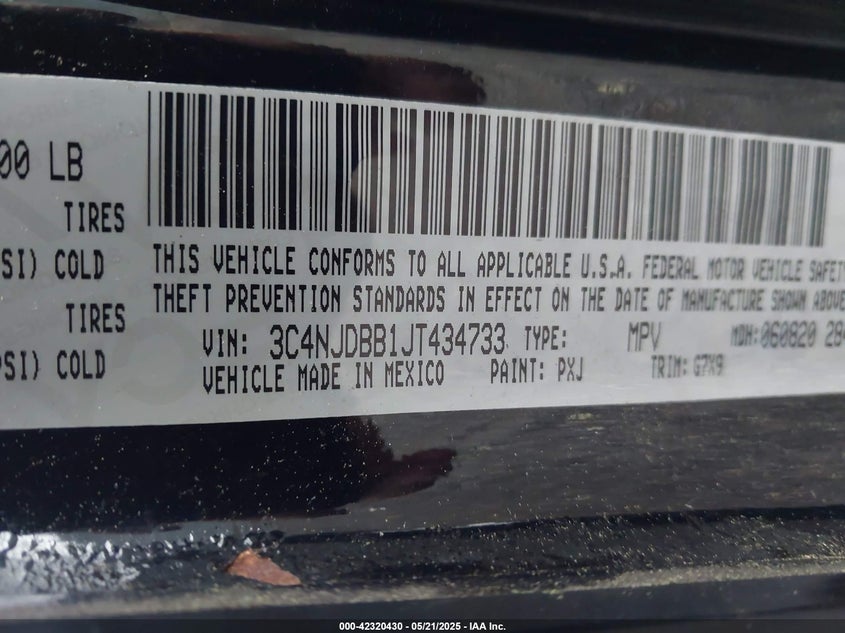 00 LB
TIRES
SI) COLD
TIRES
PSI) COLD
THIS VEHICLE CONFORMS TO ALL APPLICABLE U.S.A. FEDERAL MOTOR VEHICLE SAFETY
THEFT PREVENTION STANDARDS IN EFFECT ON THE DATE OF MANUFACTURE SHOWN ABOVE
VIN: 3C4NJDBB1JT434733 TYPE: MPV MDH: 060820 284
VEHICLE MADE IN MEXICO PAINT: PXJ TRIM: G7X9
000-42320430 - 05/21/2025 - IAA Inc.